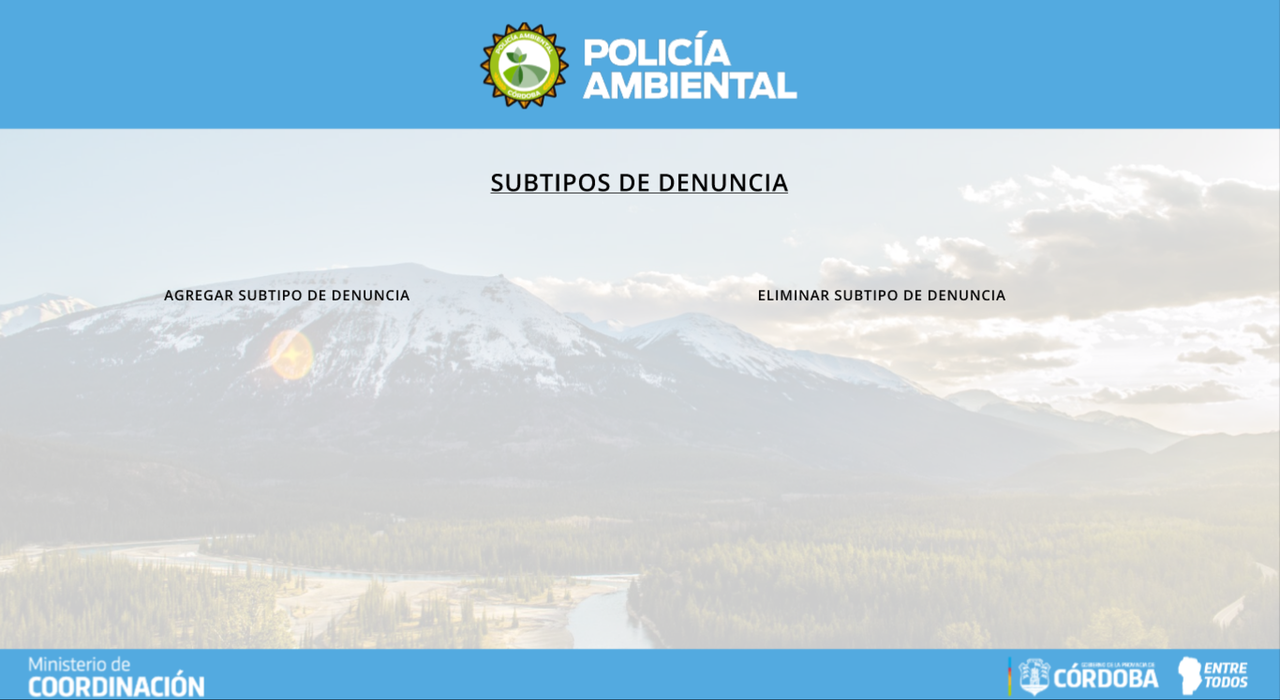 POLICÍA AMBIENTAL
CÓRDOBA
POLICÍA
AMBIENTAL
SUBTIPOS DE DENUNCIA
AGREGAR SUBTIPO DE DENUNCIA
ELIMINAR SUBTIPO DE DENUNCIA
Ministerio de
COORDINACIÓN
GOBIERNO DE LA PROVINCIA DE
CÓRDOBA
ENTRE
TODOS